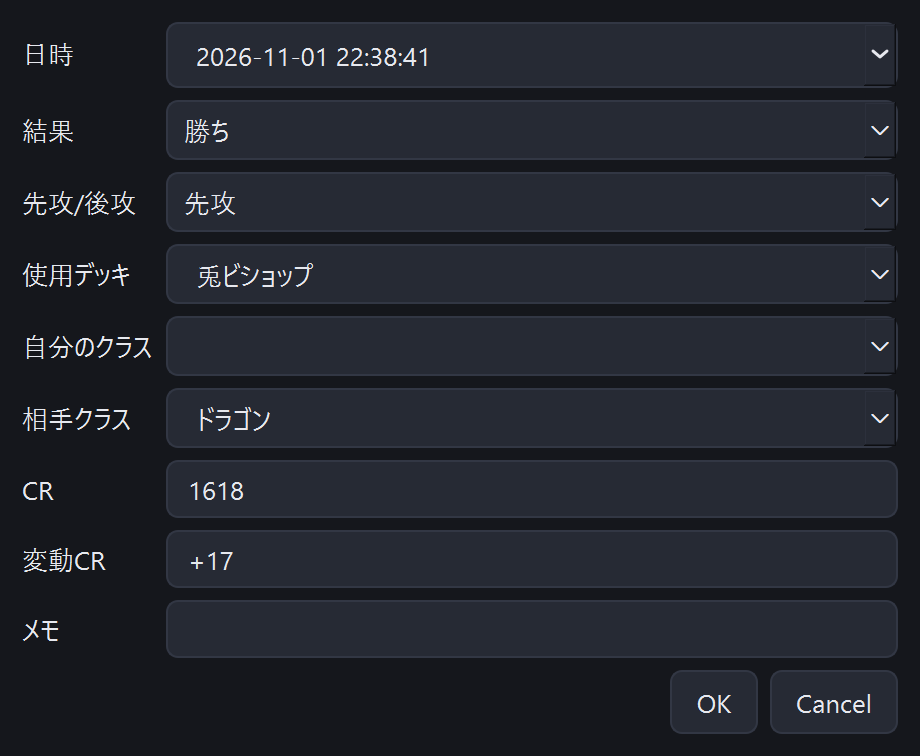 日時 2026-11-01 22:38:41
結果 勝ち
先攻/後攻 先攻
使用デッキ 兎ビショップ
自分のクラス
相手クラス ドラゴン
CR 1618
変動CR +17
メモ
OK Cancel